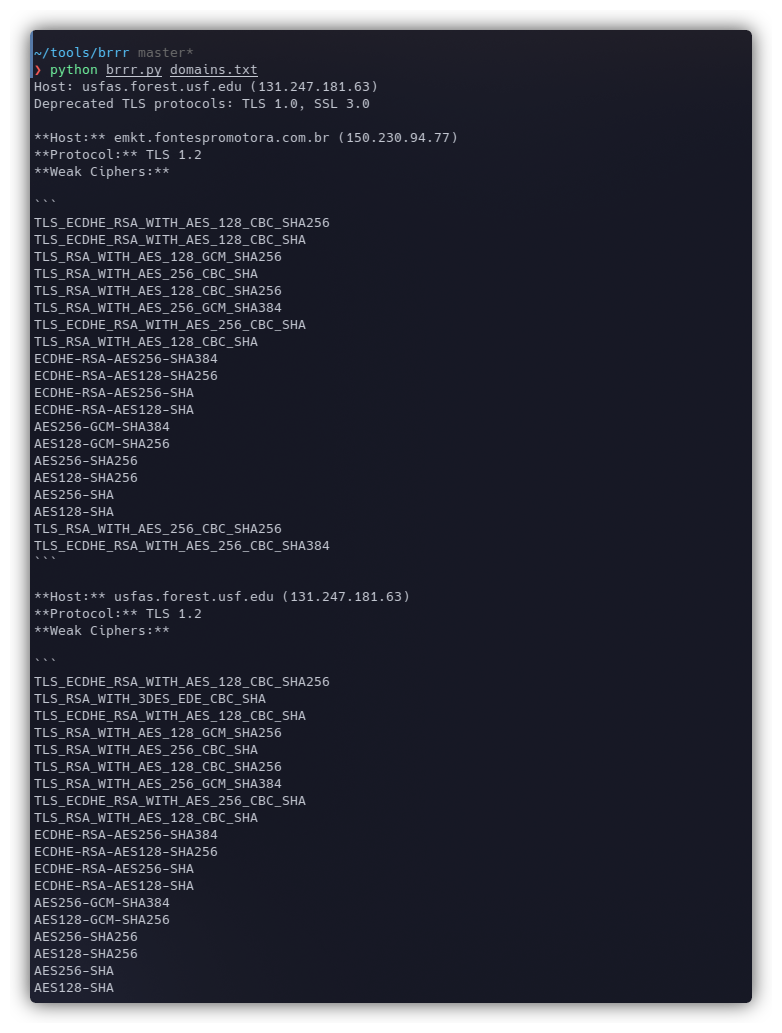 ~/tools/brrr master*
❯ python brrr.py domains.txt
Host: usfas.forest.usf.edu (131.247.181.63)
Deprecated TLS protocols: TLS 1.0, SSL 3.0
**Host:** emkt.fontespromotora.com.br (150.230.94.77)
**Protocol:** TLS 1.2
**Weak Ciphers:**
```
TLS_ECDHE_RSA_WITH_AES_128_CBC_SHA256
TLS_ECDHE_RSA_WITH_AES_128_CBC_SHA
TLS_RSA_WITH_AES_128_GCM_SHA256
TLS_RSA_WITH_AES_256_CBC_SHA
TLS_RSA_WITH_AES_128_CBC_SHA256
TLS_RSA_WITH_AES_256_GCM_SHA384
TLS_ECDHE_RSA_WITH_AES_256_CBC_SHA
TLS_RSA_WITH_AES_128_CBC_SHA
ECDHE-RSA-AES256-SHA384
ECDHE-RSA-AES128-SHA256
ECDHE-RSA-AES256-SHA
ECDHE-RSA-AES128-SHA
AES256-GCM-SHA384
AES128-GCM-SHA256
AES256-SHA256
AES128-SHA256
AES256-SHA
AES128-SHA
TLS_RSA_WITH_AES_256_CBC_SHA256
TLS_ECDHE_RSA_WITH_AES_256_CBC_SHA384
```
**Host:** usfas.forest.usf.edu (131.247.181.63)
**Protocol:** TLS 1.2
**Weak Ciphers:**
```
TLS_ECDHE_RSA_WITH_AES_128_CBC_SHA256
TLS_RSA_WITH_3DES_EDE_CBC_SHA
TLS_ECDHE_RSA_WITH_AES_128_CBC_SHA
TLS_RSA_WITH_AES_128_GCM_SHA256
TLS_RSA_WITH_AES_256_CBC_SHA
TLS_RSA_WITH_AES_128_CBC_SHA256
TLS_RSA_WITH_AES_256_GCM_SHA384
TLS_ECDHE_RSA_WITH_AES_256_CBC_SHA
TLS_RSA_WITH_AES_128_CBC_SHA
ECDHE-RSA-AES256-SHA384
ECDHE-RSA-AES128-SHA256
ECDHE-RSA-AES256-SHA
ECDHE-RSA-AES128-SHA
AES256-GCM-SHA384
AES128-GCM-SHA256
AES256-SHA256
AES128-SHA256
AES256-SHA
AES128-SHA